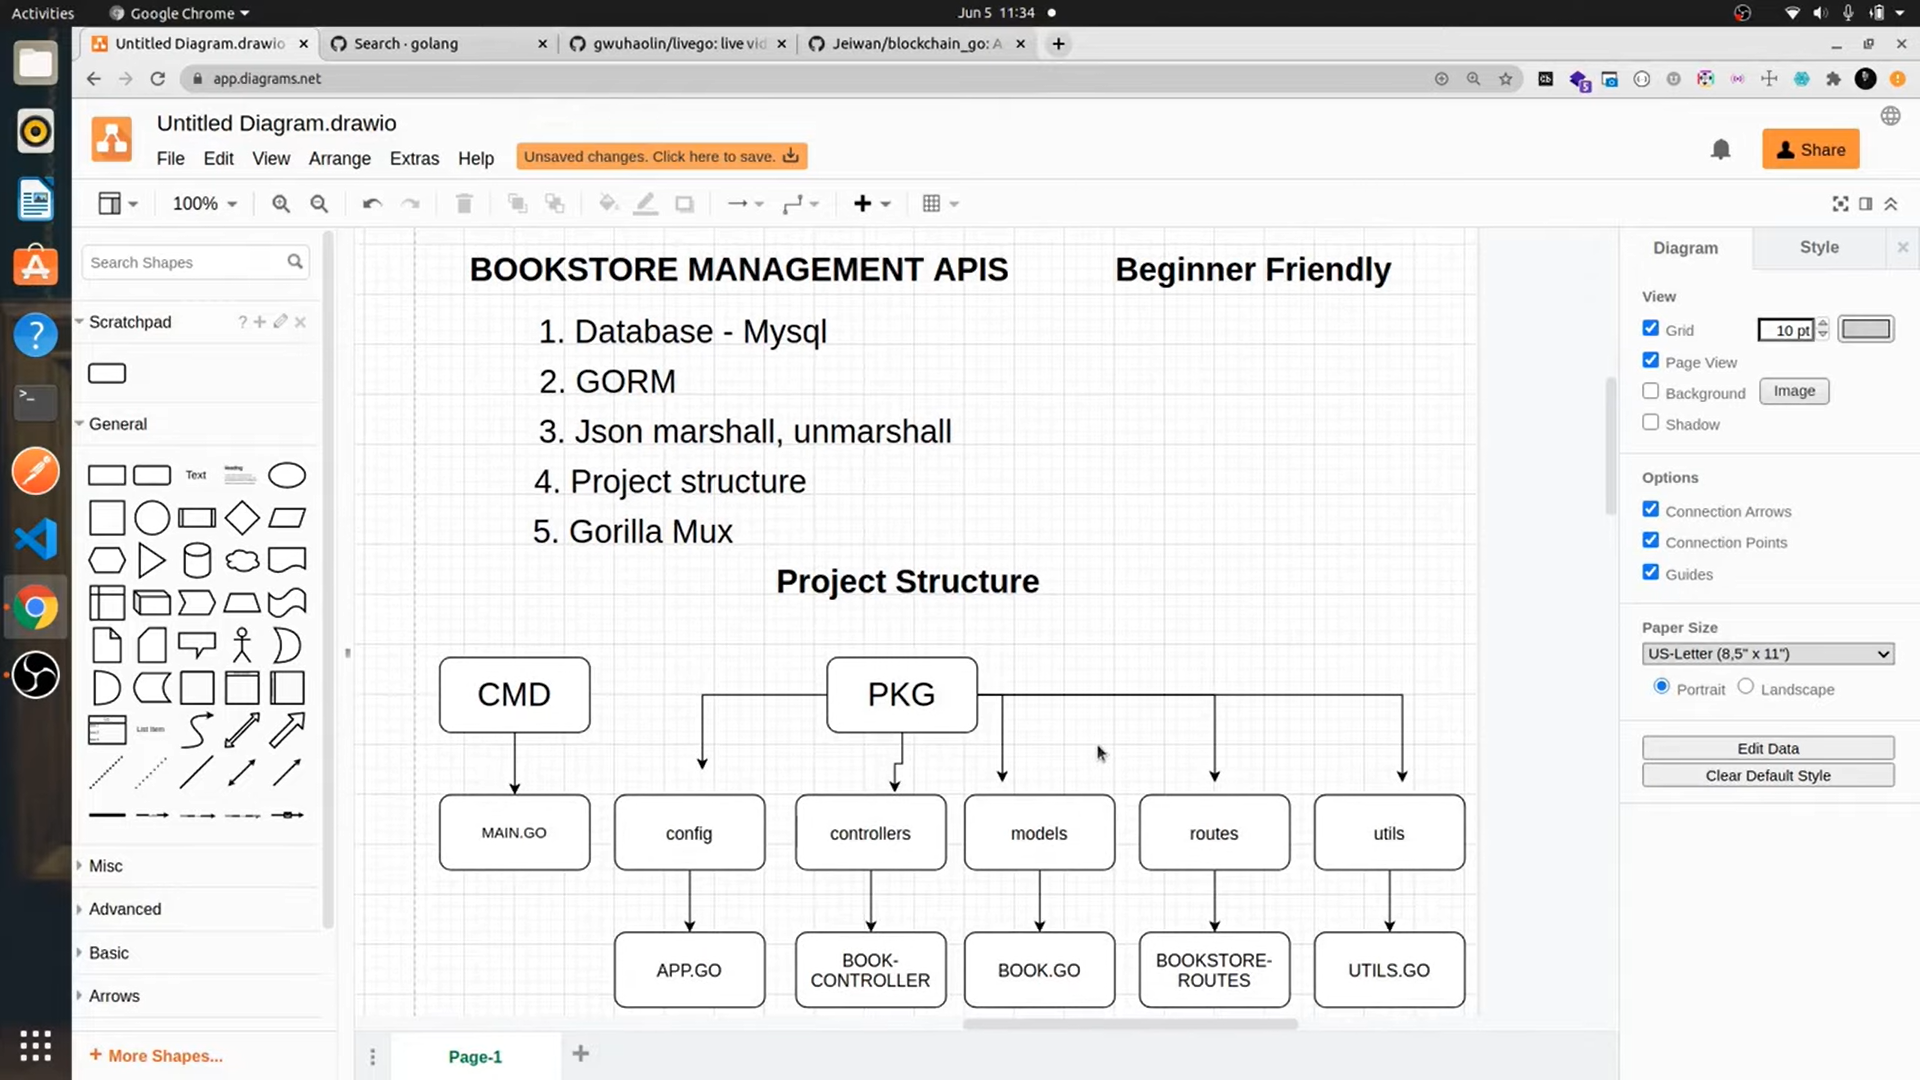 Activities
Google Chrome
Jun 5 11:34
Untitled Diagram.drawio
Search · golang
gwuhaolin/livego: live vid
Jeiwan/blockchain_go: A
app.diagrams.net
Untitled Diagram.drawio
File
Edit
View
Arrange
Extras
Help
Unsaved changes. Click here to save.
Share
100%
Search Shapes
Scratchpad
General
Text
Heading
List Item
Misc
Advanced
Basic
Arrows
+ More Shapes...
BOOKSTORE MANAGEMENT APIS
Beginner Friendly
1. Database - Mysql
2. GORM
3. Json marshall, unmarshall
4. Project structure
5. Gorilla Mux
Project Structure
CMD
PKG
MAIN.GO
config
controllers
models
routes
utils
APP.GO
BOOK-
CONTROLLER
BOOK.GO
BOOKSTORE-
ROUTES
UTILS.GO
Page-1
Diagram
Style
View
Grid
10 pt
Page View
Background
Image
Shadow
Options
Connection Arrows
Connection Points
Guides
Paper Size
US-Letter (8,5" x 11")
Portrait
Landscape
Edit Data
Clear Default Style